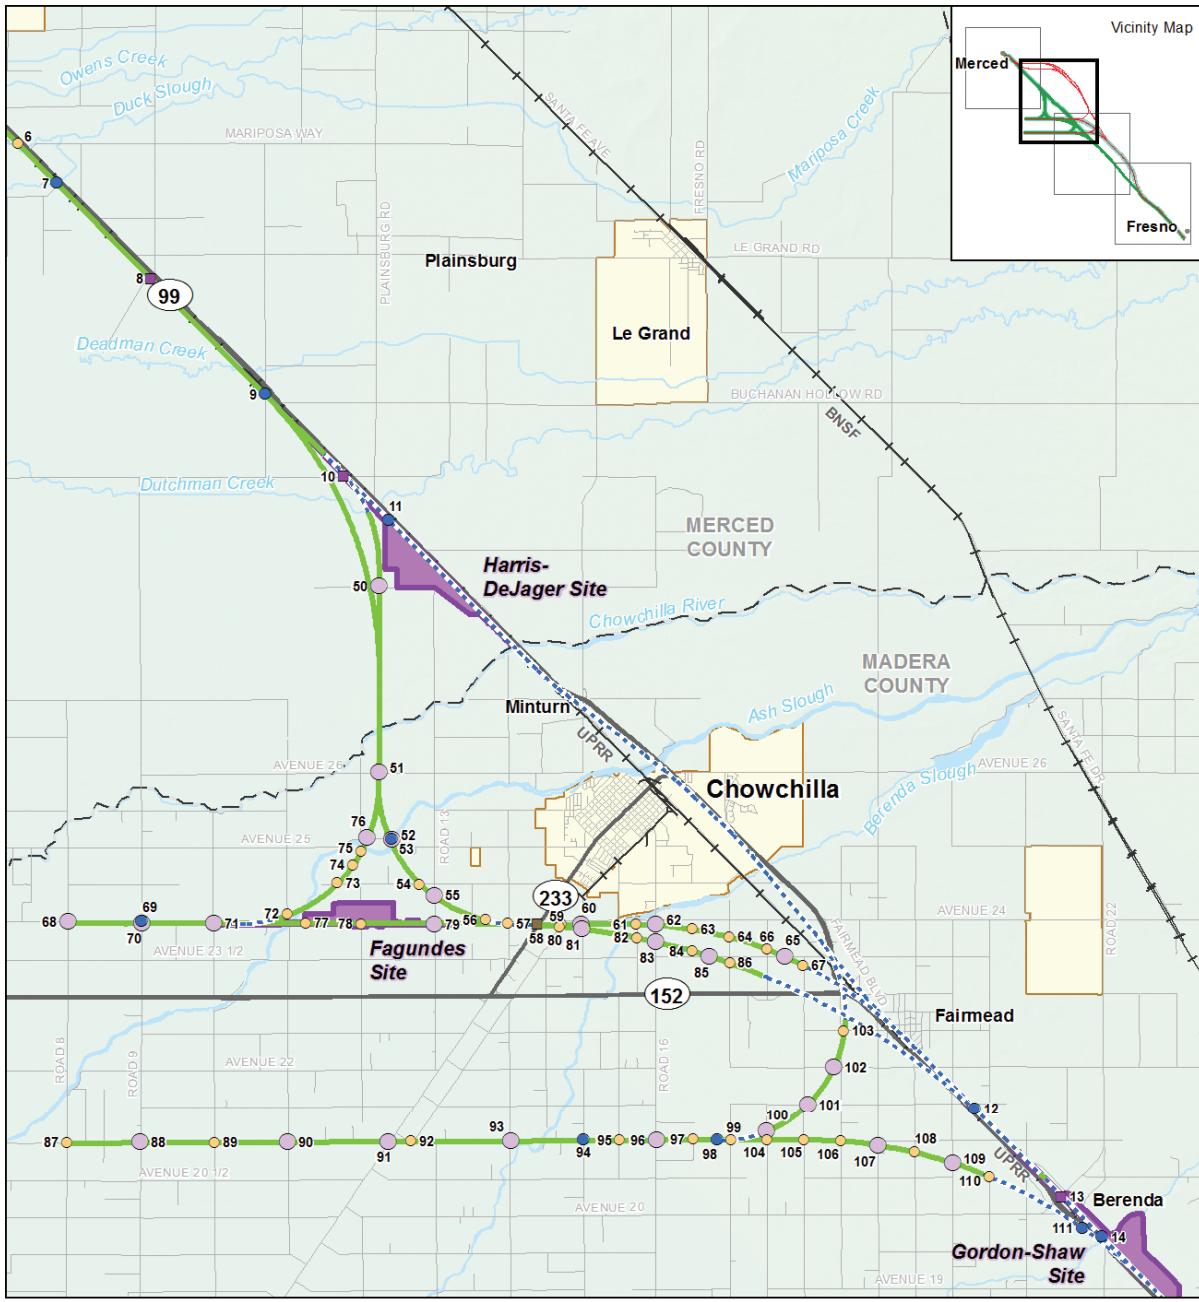 Vicinity Map
Merced
Fresno
Owens Creek
Duck Slough
MARIPOSA WAY
SANTA FE AVE
FRESNO RD
Mariposa Creek
6
7
PLAINSBURG RD
Plainsburg
LE GRAND RD
8
99
Le Grand
Deadman Creek
9
BUCHANAN HOLLOW RD
BNSF
10
Dutchman Creek
11
MERCED
COUNTY
Harris-
DeJager Site
50
Chowchilla River
MADERA
COUNTY
Ash Slough
Minturn
UPRR
SANTA FE DR
AVENUE 26
51
Berenda Slough
AVENUE 26
Chowchilla
76
52
53
AVENUE 25
75
ROAD 13
74
73
54
55
233
72
69
68
70
71
77
78
79
56
57
58
59
60
80
81
61
62
82
83
63
84
64
85
66
86
65
67
AVENUE 24
ROAD 22
AVENUE 23 1/2
Fagundes
Site
FAIRMEAD BLVD
152
Fairmead
103
ROAD 8
ROAD 9
AVENUE 22
ROAD 16
102
101
100
12
87
88
89
90
91
92
93
94
95
96
97
98
99
104
105
106
107
108
109
110
UPRR
AVENUE 20 1/2
AVENUE 20
13
Berenda
111
14
Gordon-Shaw
Site
AVENUE 19